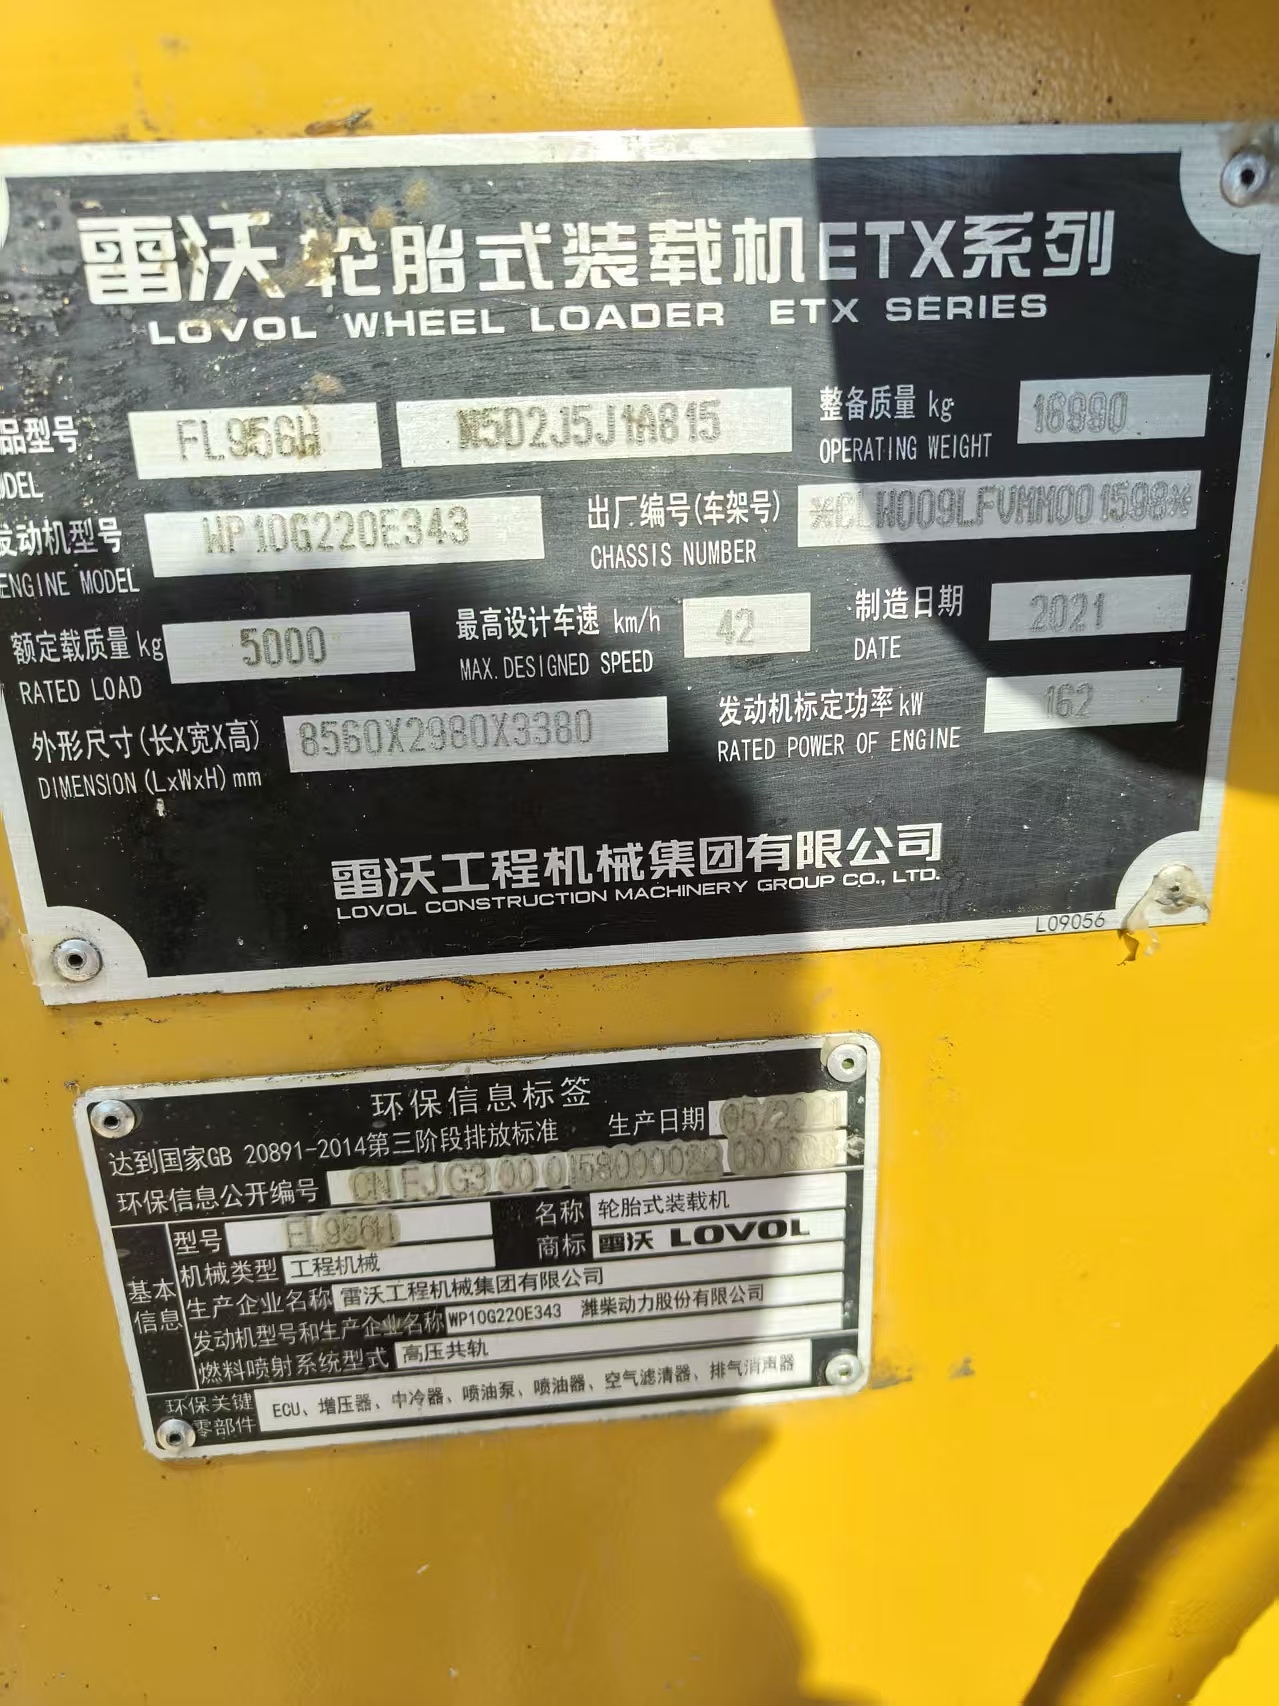 雷沃 轮胎式装载机ETX系列
LOVOL WHEEL LOADER ETX SERIES
品型号 FL956H N5D2J5J1A815 整备质量 kg 16990
ODEL OPERATING WEIGHT
发动机型号 WP10G220E343 出厂编号(车架号) *CLW009LFVMM001598*
ENGINE MODEL CHASSIS NUMBER
额定载质量 kg 5000 最高设计车速 km/h 42 制造日期 2021
RATED LOAD MAX. DESIGNED SPEED DATE
外形尺寸(长X宽X高) 8560X2980X3380 发动机标定功率 kW 162
DIMENSION (LxWxH) mm RATED POWER OF ENGINE
雷沃工程机械集团有限公司
LOVOL CONSTRUCTION MACHINERY GROUP CO., LTD.
L09056
环保信息标签
达到国家GB 20891-2014第三阶段排放标准 生产日期 05/2021
环保信息公开编号
基本信息
型号 FL956H 名称 轮胎式装载机
机械类型 工程机械 商标 雷沃 LOVOL
生产企业名称 雷沃工程机械集团有限公司
发动机型号和生产企业名称 WP10G220E343 潍柴动力股份有限公司
燃料喷射系统型式 高压共轨
环保关键零部件 ECU、增压器、中冷器、喷油泵、喷油器、空气滤清器、排气消声器